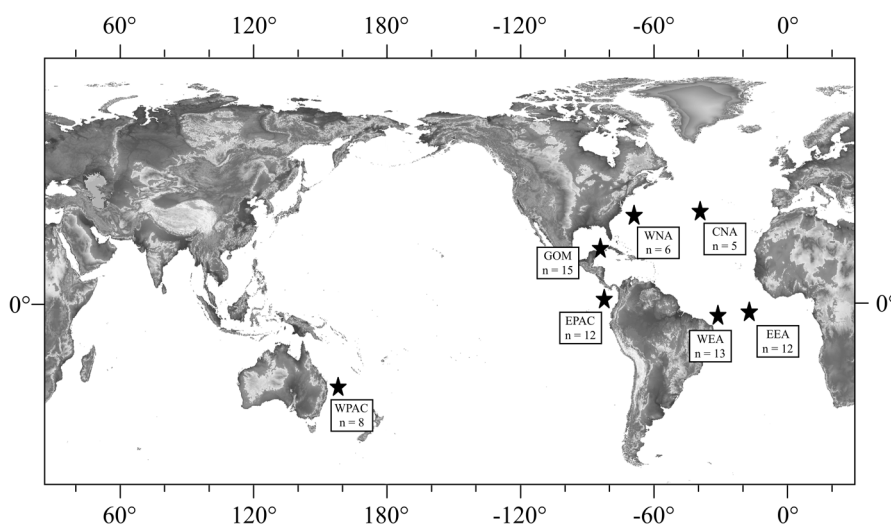 60° 120° 180° -120° -60° 0°
WNA
n = 6
CNA
n = 5
GOM
n = 15
0° 0°
EPAC
n = 12
WEA
n = 13
EEA
n = 12
WPAC
n = 8
60° 120° 180° -120° -60° 0°